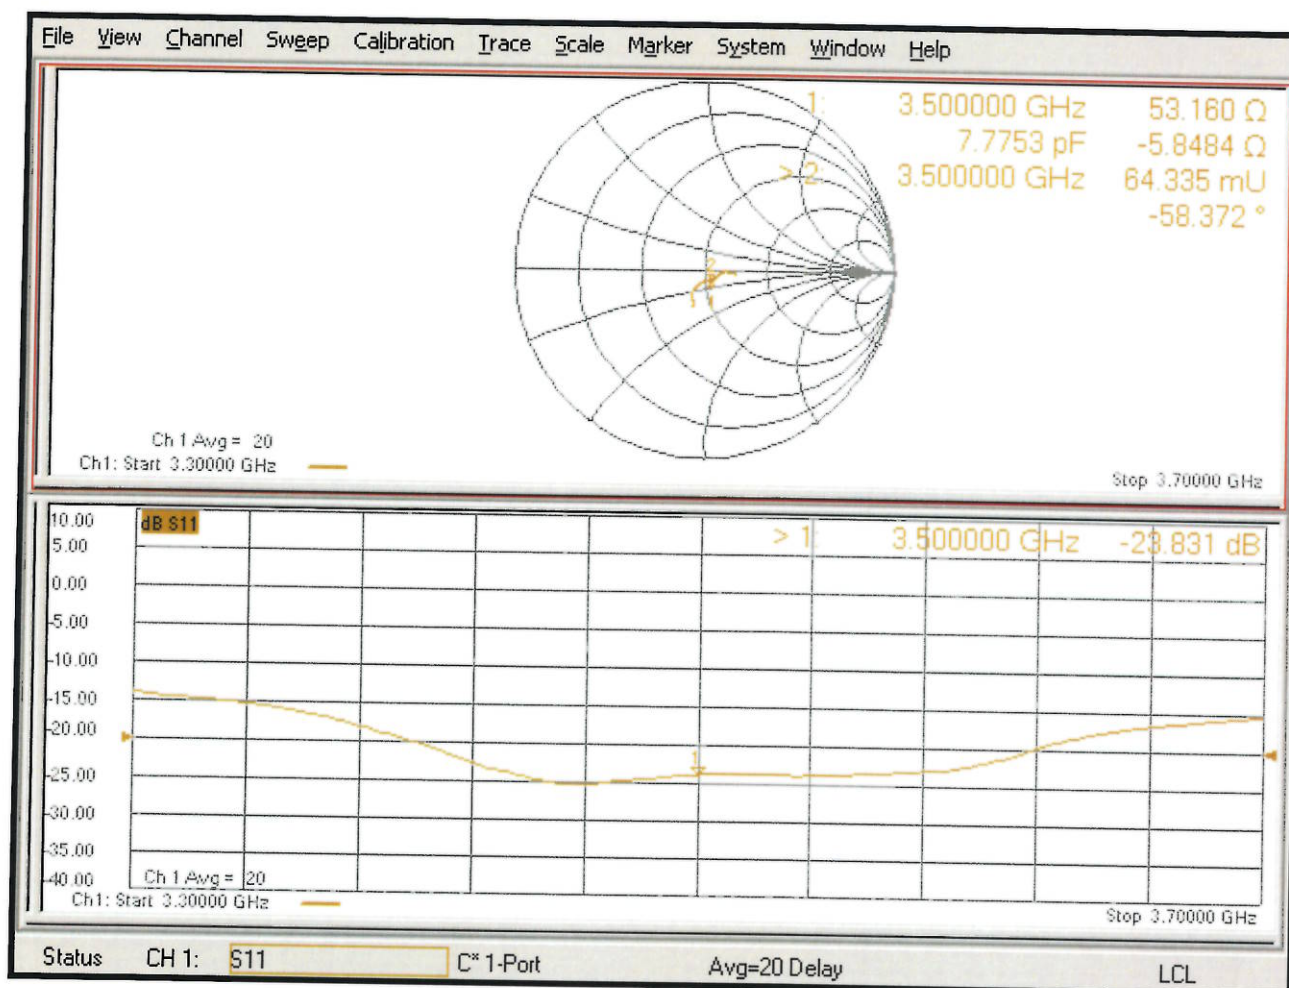 File View Channel Sweep Calibration Trace Scale Marker System Window Help
1: 3.500000 GHz 53.160 Ω
7.7753 pF -5.8484 Ω
> 2: 3.500000 GHz 64.335 mU
-58.372 °
2
1
Ch 1 Avg = 20
Ch1: Start 3.30000 GHz
Stop 3.70000 GHz
10.00
dB S11
> 1: 3.500000 GHz -23.831 dB
5.00
0.00
-5.00
-10.00
-15.00
-20.00
1
-25.00
-30.00
-35.00
-40.00
Ch 1 Avg = 20
Ch1: Start 3.30000 GHz
Stop 3.70000 GHz
Status CH 1: S11 C* 1-Port Avg=20 Delay LCL